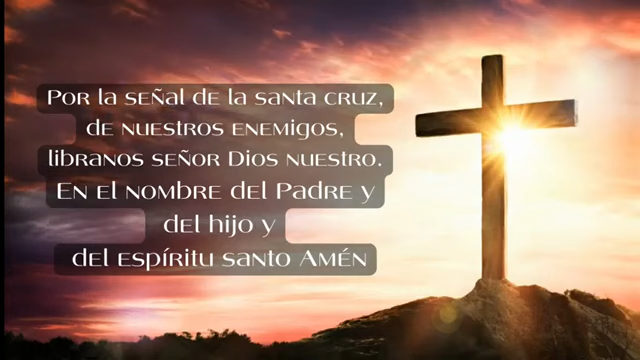 Por la señal de la santa cruz,
de nuestros enemigos,
libranos señor Dios nuestro.
En el nombre del Padre y
del hijo y
del espíritu santo Amén